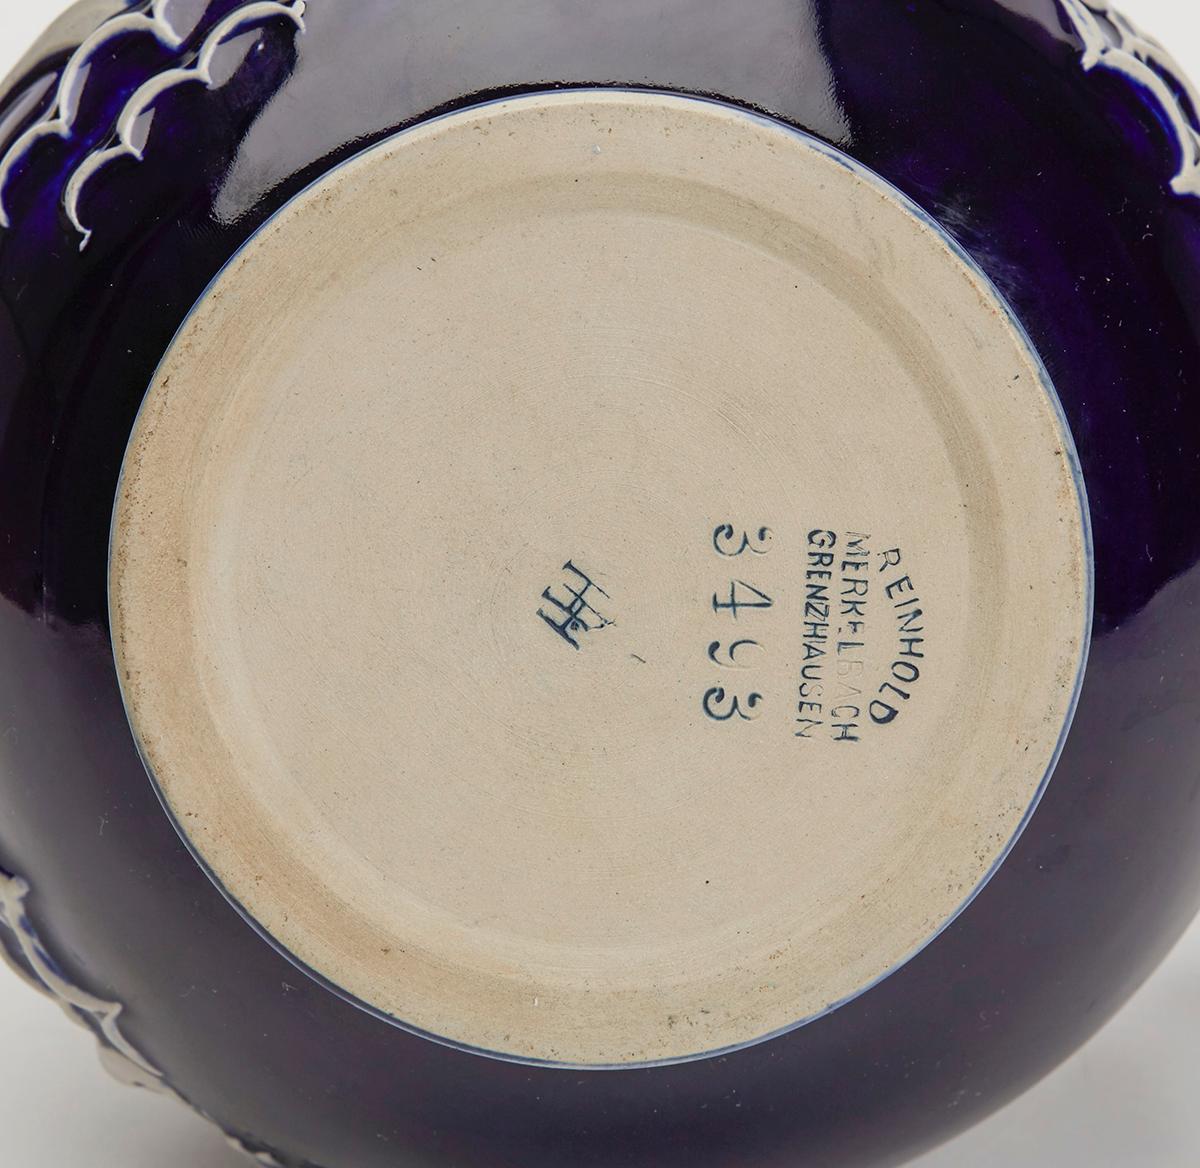 REINHOLD
MERKELBACH
GRENZHAUSEN
3493